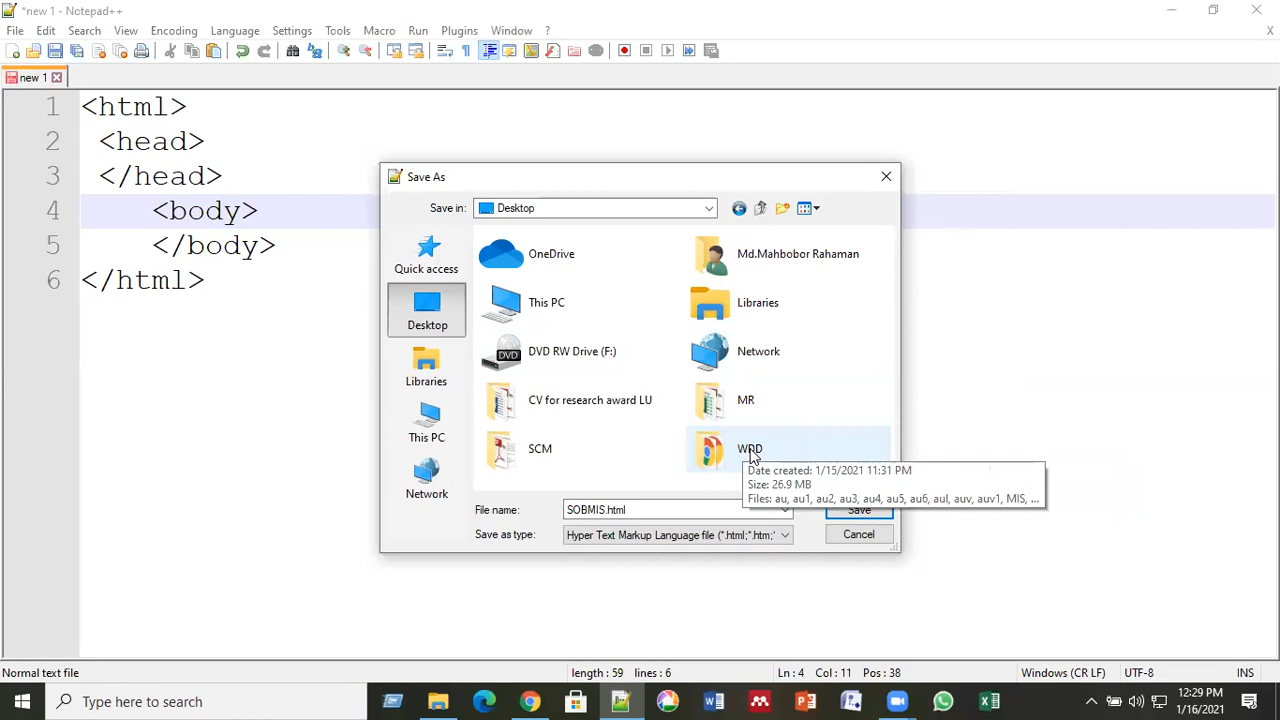 *new 1 - Notepad++
File Edit Search View Encoding Language Settings Tools Macro Run Plugins Window ?
X
new 1
1 <html>
2 <head>
3 </head>
4 <body>
5 </body>
6 </html>
Save As
Save in: Desktop
Quick access
Desktop
Libraries
This PC
Network
OneDrive
Md.Mahbobor Rahaman
This PC
Libraries
DVD RW Drive (F:)
Network
CV for research award LU
MR
SCM
Date created: 1/15/2021 11:31 PM
Size: 26.9 MB
Files: au, au1, au2, au3, au4, au5, au6, aul, auv, auv1, MIS, ...
File name: SOBMIS.html
Save
Save as type: Hyper Text Markup Language file (*.html;*.htm;*
Cancel
Normal text file
length : 59 lines : 6
Ln : 4 Col : 11 Pos : 38
Windows (CR LF)
UTF-8
INS
Type here to search
12:29 PM
1/16/2021